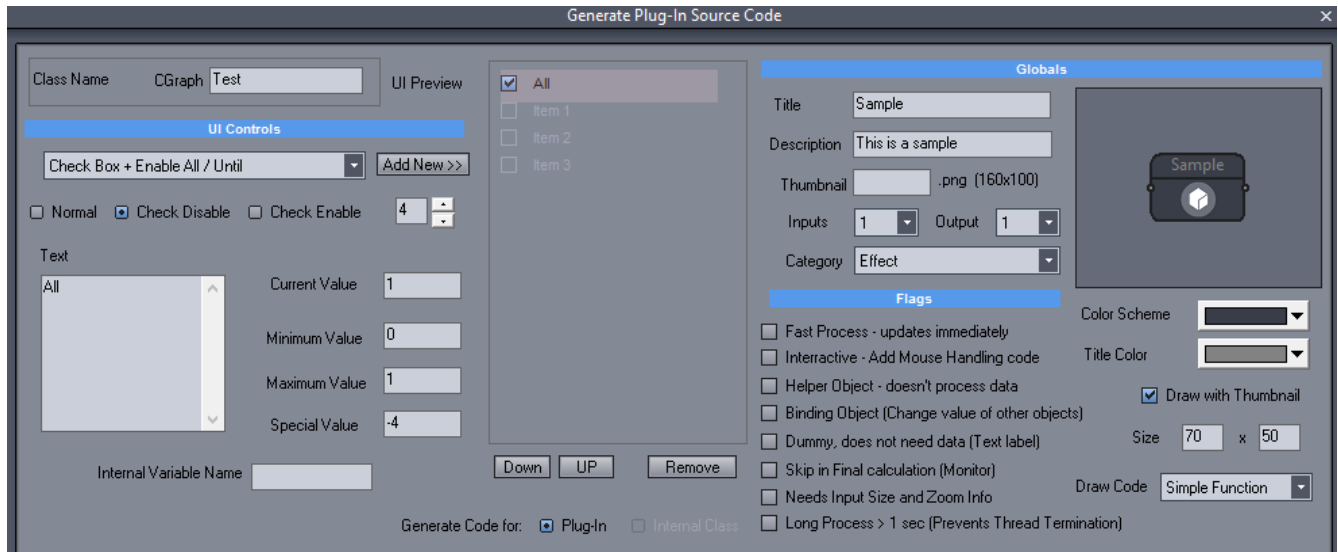 Generate Plug-In Source Code
Class Name CGraph Test
UI Preview
UI Controls
Check Box + Enable All / Until
Add New >>
Normal Check Disable Check Enable 4
Text
All
Current Value 1
Minimum Value 0
Maximum Value 1
Special Value -4
Internal Variable Name
All
Item 1
Item 2
Item 3
Down UP Remove
Generate Code for: Plug-In Internal Class
Globals
Title Sample
Description This is a sample
Thumbnail .png (160x100)
Inputs 1 Output 1
Category Effect
Flags
Fast Process - updates immediately
Interractive - Add Mouse Handling code
Helper Object - doesn't process data
Binding Object (Change value of other objects)
Dummy, does not need data (Text label)
Skip in Final calculation (Monitor)
Needs Input Size and Zoom Info
Long Process > 1 sec (Prevents Thread Termination)
Sample
Color Scheme
Title Color
Draw with Thumbnail
Size 70 x 50
Draw Code Simple Function